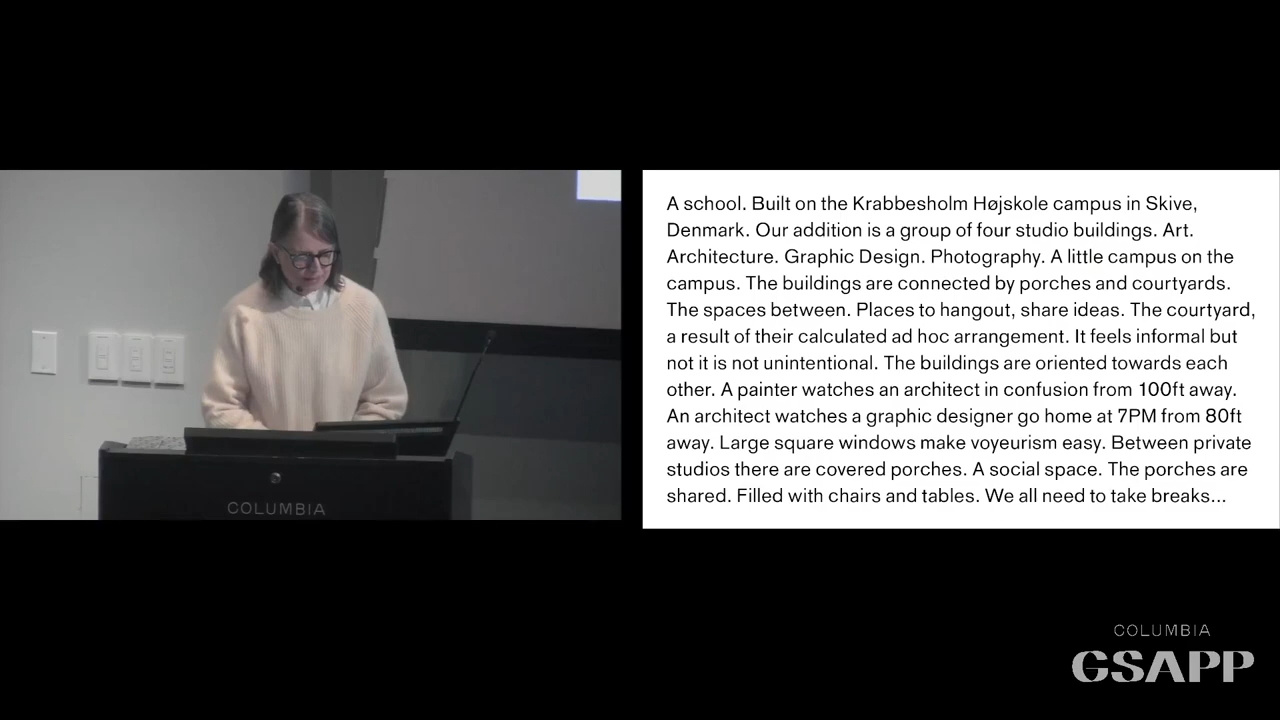 A school. Built on the Krabbesholm Højskole campus in Skive,
Denmark. Our addition is a group of four studio buildings. Art.
Architecture. Graphic Design. Photography. A little campus on the
campus. The buildings are connected by porches and courtyards.
The spaces between. Places to hangout, share ideas. The courtyard,
a result of their calculated ad hoc arrangement. It feels informal but
not it is not unintentional. The buildings are oriented towards each
other. A painter watches an architect in confusion from 100ft away.
An architect watches a graphic designer go home at 7PM from 80ft
away. Large square windows make voyeurism easy. Between private
studios there are covered porches. A social space. The porches are
shared. Filled with chairs and tables. We all need to take breaks...
COLUMBIA
COLUMBIA
GSAPP